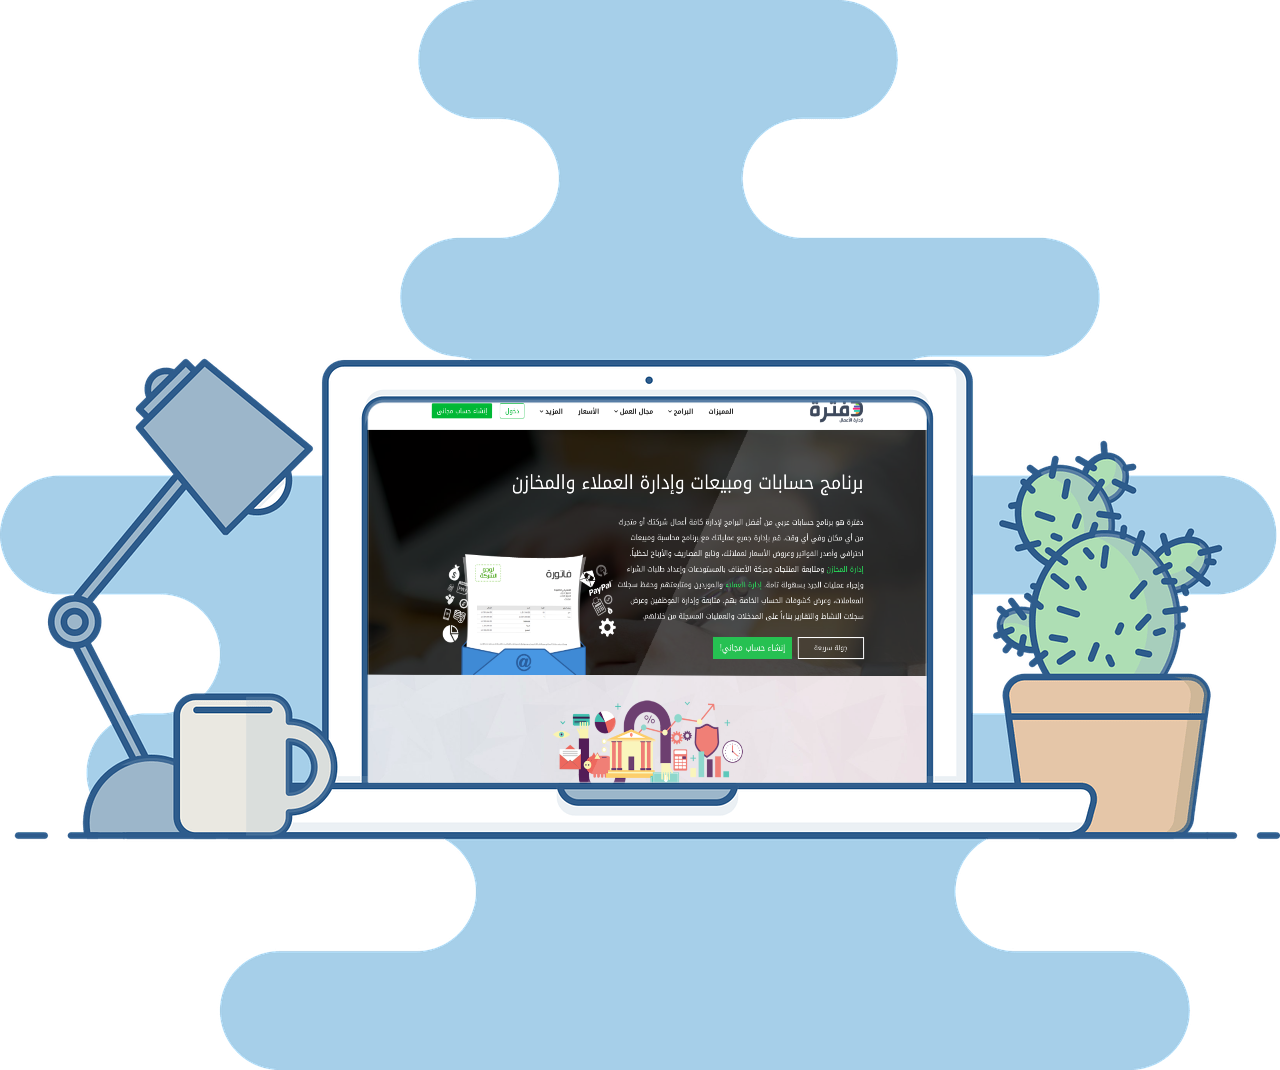 دفترة
لإدارة الأعمال
المميزات
البرامج
مجال العمل
الأسعار
المزيد
دخول
إنشاء حساب مجاني
برنامج حسابات ومبيعات وإدارة العملاء والمخازن
دفترة هو برنامج حسابات عربي من أفضل البرامج لإدارة كافة أعمال شركتك أو متجرك
من أي مكان وفي أي وقت، قم بإدارة جميع عملياتك مع برنامج محاسبة ومبيعات
احترافي وأصدر الفواتير وعروض الأسعار لعملائك، وتابع المصاريف والأرباح لحظياً.
إدارة المخازن ومتابعة المنتجات وحركة الأصناف بالمستودعات وإعداد طلبات الشراء
وإجراء عمليات الجرد بسهولة تامة. إدارة العملاء والموردين ومتابعتهم وحفظ سجلات
المعاملات، وعرض كشوفات الحساب الخاصة بهم. متابعة وإدارة الموظفين وعرض
سجلات النشاط والتقارير بناءاً على المدخلات والعمليات المسجلة من خلالهم.
جولة سريعة
إنشاء حساب مجاني!
فاتورة
لوجو
الشركة
PayPal
@
%